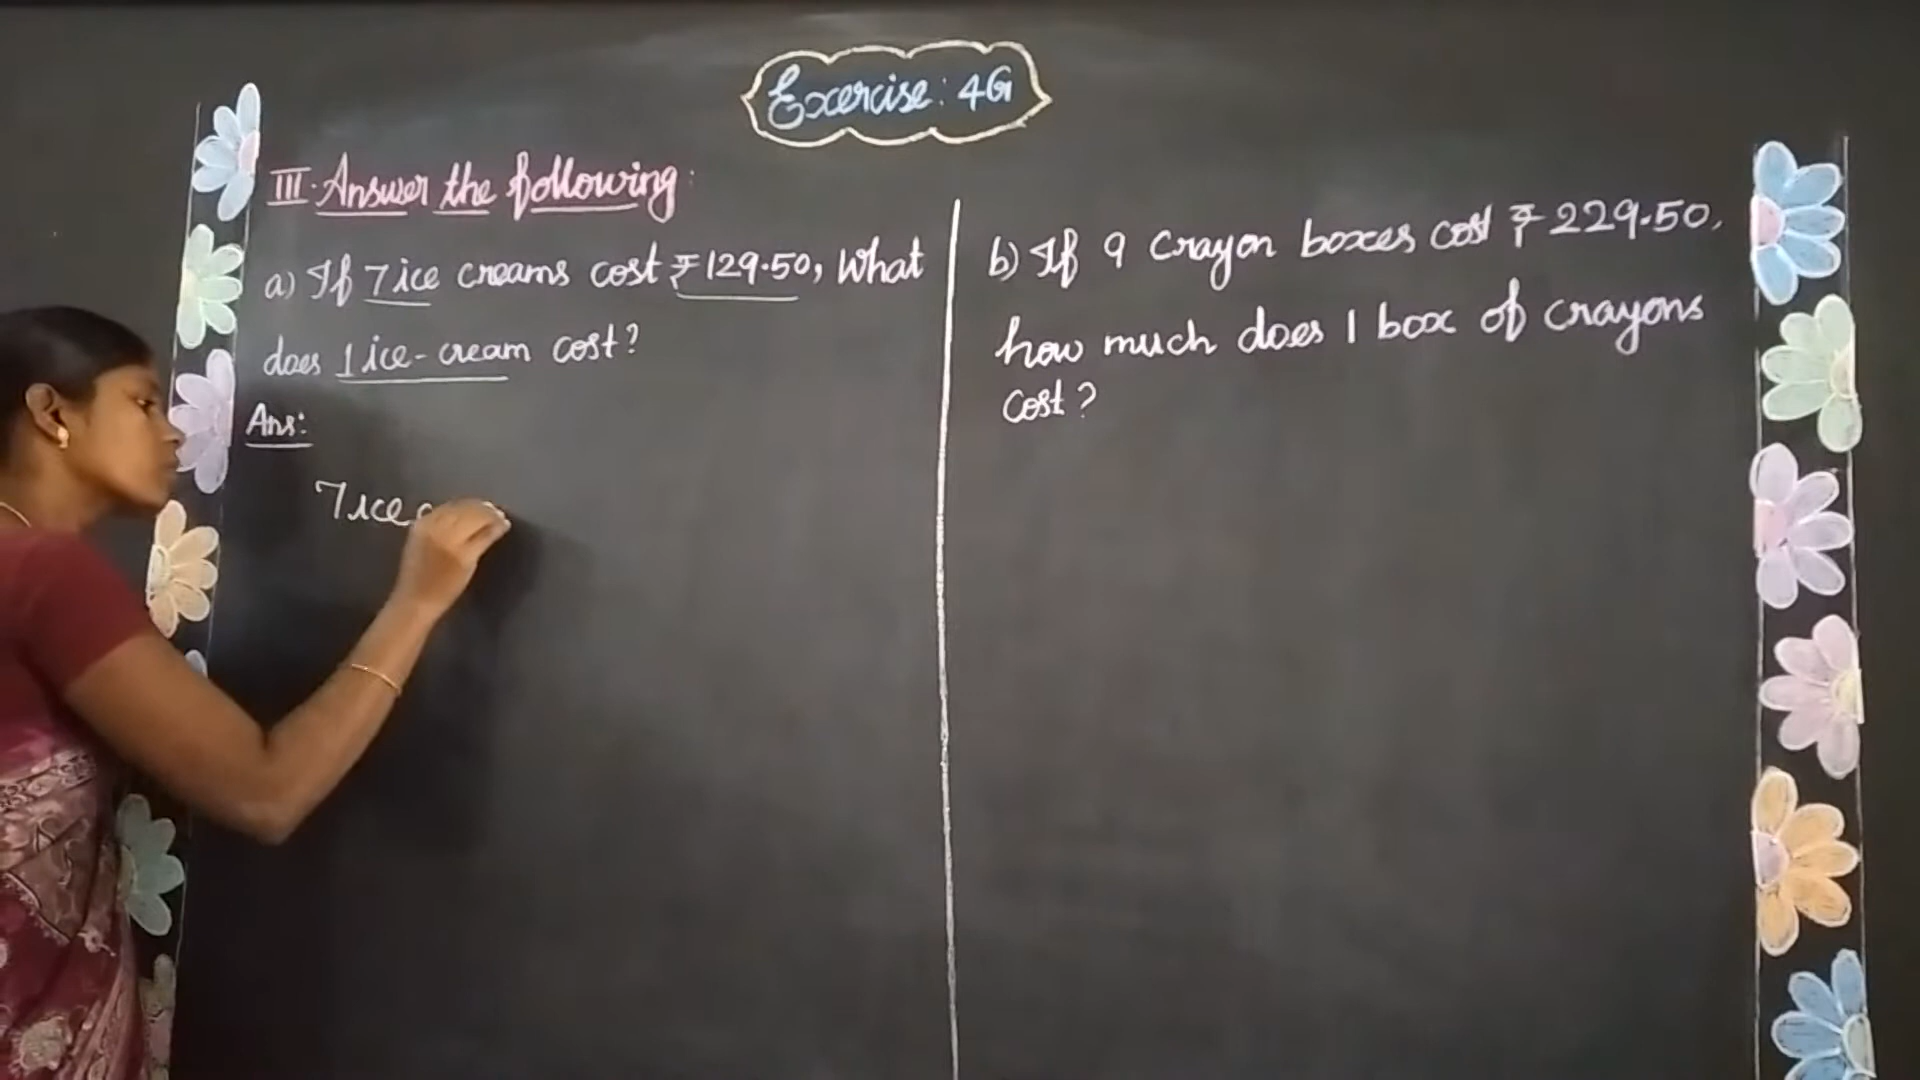 Exercise: 4G
III. Answer the following:
a) If 7 ice creams cost ₹ 129.50, What
does 1 ice-cream cost?
Ans:
7 ice
b) If 9 crayon boxes cost ₹ 229.50,
how much does 1 box of crayons
cost?